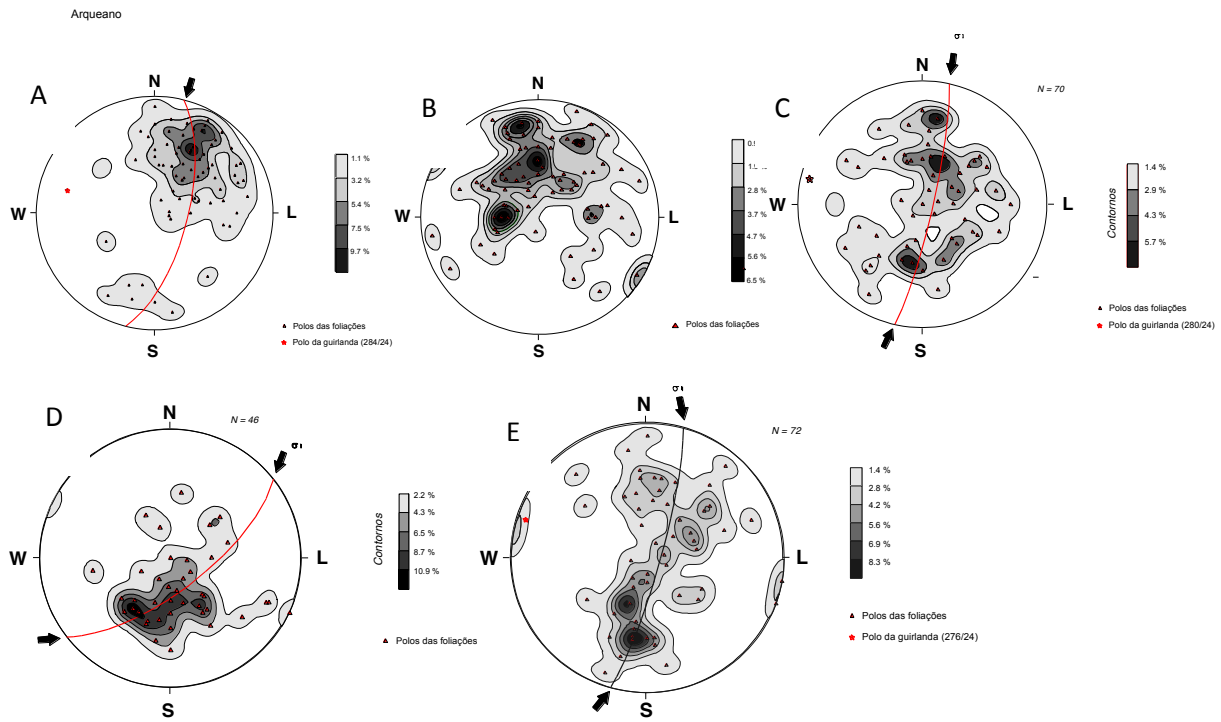 Arqueano
A
N
W
L
S
1.1 %
3.2 %
5.4 %
7.5 %
9.7 %
Polos das foliações
Polo da guirlanda (284/24)
B
N
W
L
S
2.8 %
3.7 %
4.7 %
5.6 %
6.5 %
Polos das foliações
C
N
N = 70
W
L
S
Contornos
1.4 %
2.9 %
4.3 %
5.7 %
Polos das foliações
Polo da guirlanda (280/24)
D
N
N = 46
W
L
S
Contornos
2.2 %
4.3 %
6.5 %
8.7 %
10.9 %
Polos das foliações
E
N
N = 72
W
L
S
Contornos
1.4 %
2.8 %
4.2 %
5.6 %
6.9 %
8.3 %
Polos das foliações
Polo da guirlanda (276/24)